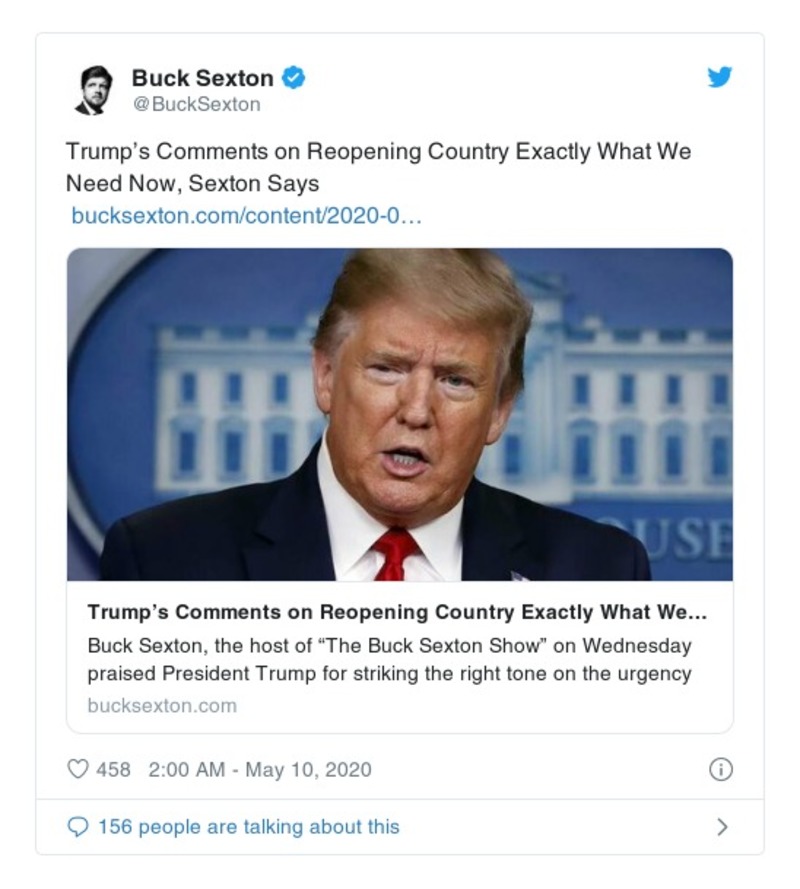 Buck Sexton
@BuckSexton
Trump's Comments on Reopening Country Exactly What We
Need Now, Sexton Says
bucksexton.com/content/2020-0…
OUSE
Trump's Comments on Reopening Country Exactly What We…
Buck Sexton, the host of “The Buck Sexton Show” on Wednesday
praised President Trump for striking the right tone on the urgency
bucksexton.com
458 2:00 AM - May 10, 2020
156 people are talking about this